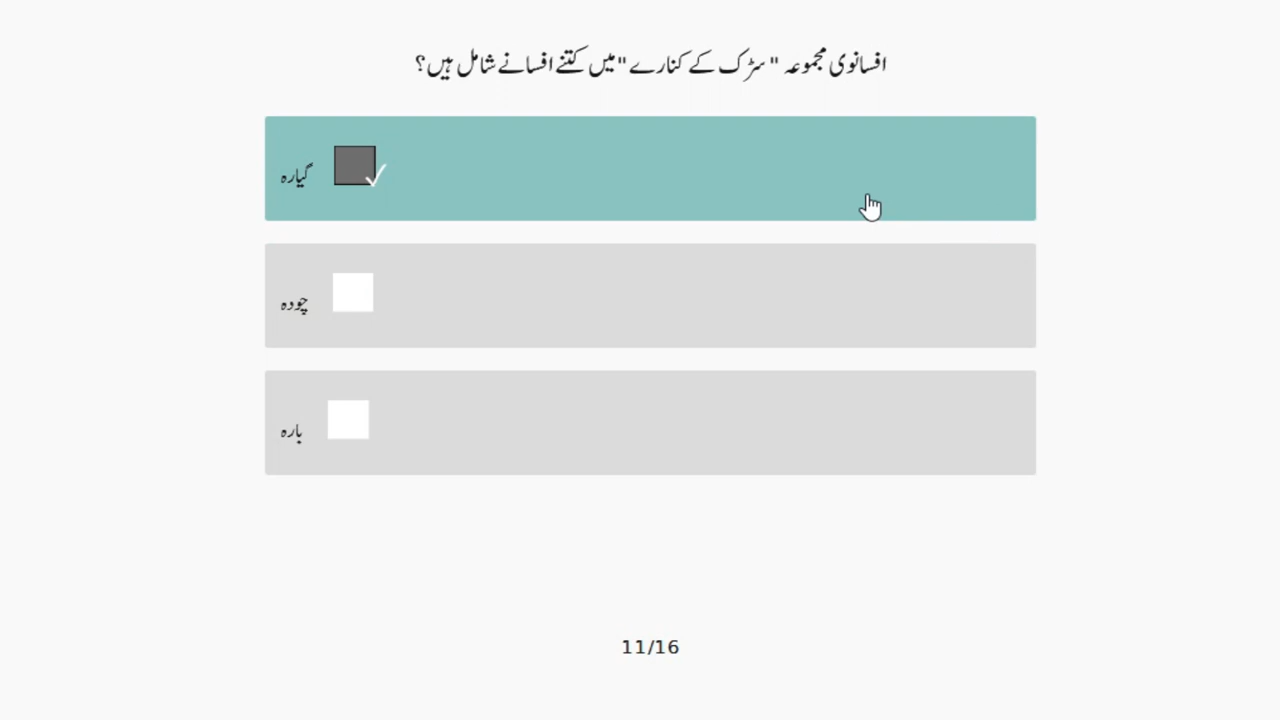 افسانوی مجموعہ " سڑک کے کنارے "میں کتنے افسانے شامل ہیں؟
گیارہ
چودہ
بارہ
11/16